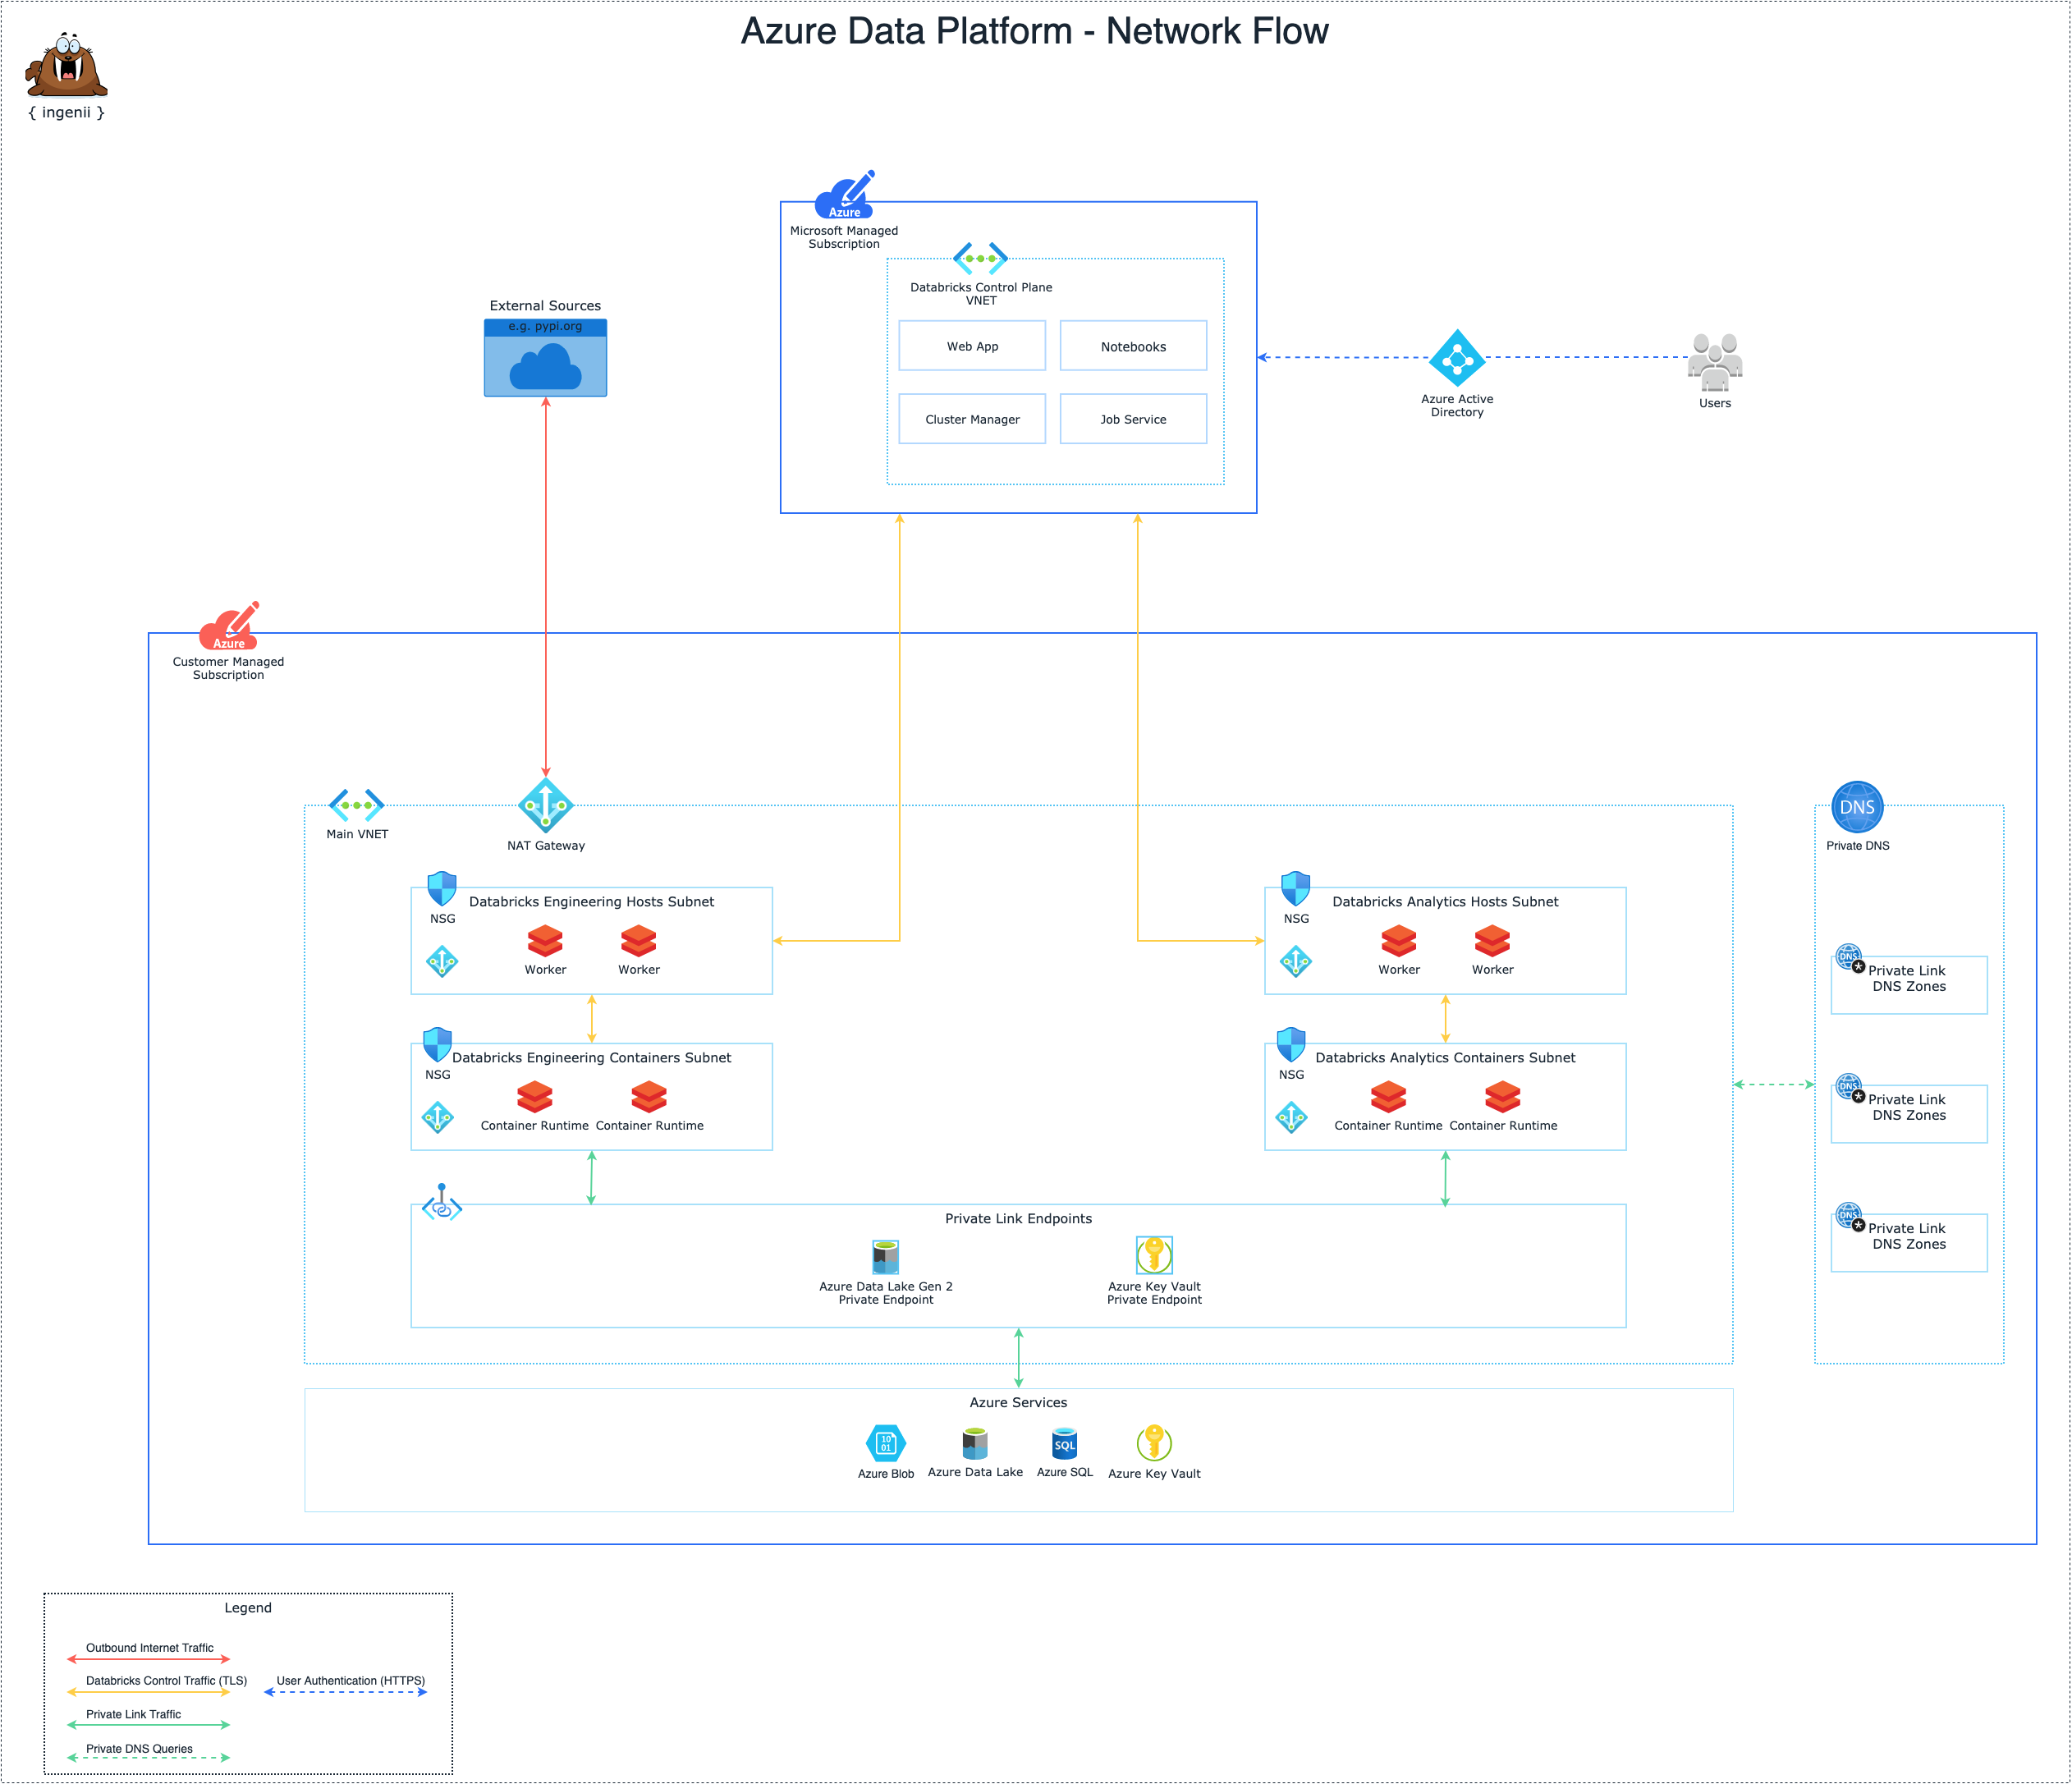 Azure Data Platform - Network Flow
{ ingenii }
Azure
Microsoft Managed
Subscription
Databricks Control Plane
VNET
Web App
Notebooks
Cluster Manager
Job Service
External Sources
e.g. pypi.org
Azure Active
Directory
Users
Azure
Customer Managed
Subscription
Main VNET
NAT Gateway
NSG
Databricks Engineering Hosts Subnet
Worker
Worker
NSG
Databricks Analytics Hosts Subnet
Worker
Worker
NSG
Databricks Engineering Containers Subnet
Container Runtime
Container Runtime
NSG
Databricks Analytics Containers Subnet
Container Runtime
Container Runtime
Private Link Endpoints
Azure Data Lake Gen 2
Private Endpoint
Azure Key Vault
Private Endpoint
DNS
Private DNS
DNS
Private Link
DNS Zones
DNS
Private Link
DNS Zones
DNS
Private Link
DNS Zones
Azure Services
10
01
Azure Blob
Azure Data Lake
SQL
Azure SQL
Azure Key Vault
Legend
Outbound Internet Traffic
Databricks Control Traffic (TLS)
User Authentication (HTTPS)
Private Link Traffic
Private DNS Queries